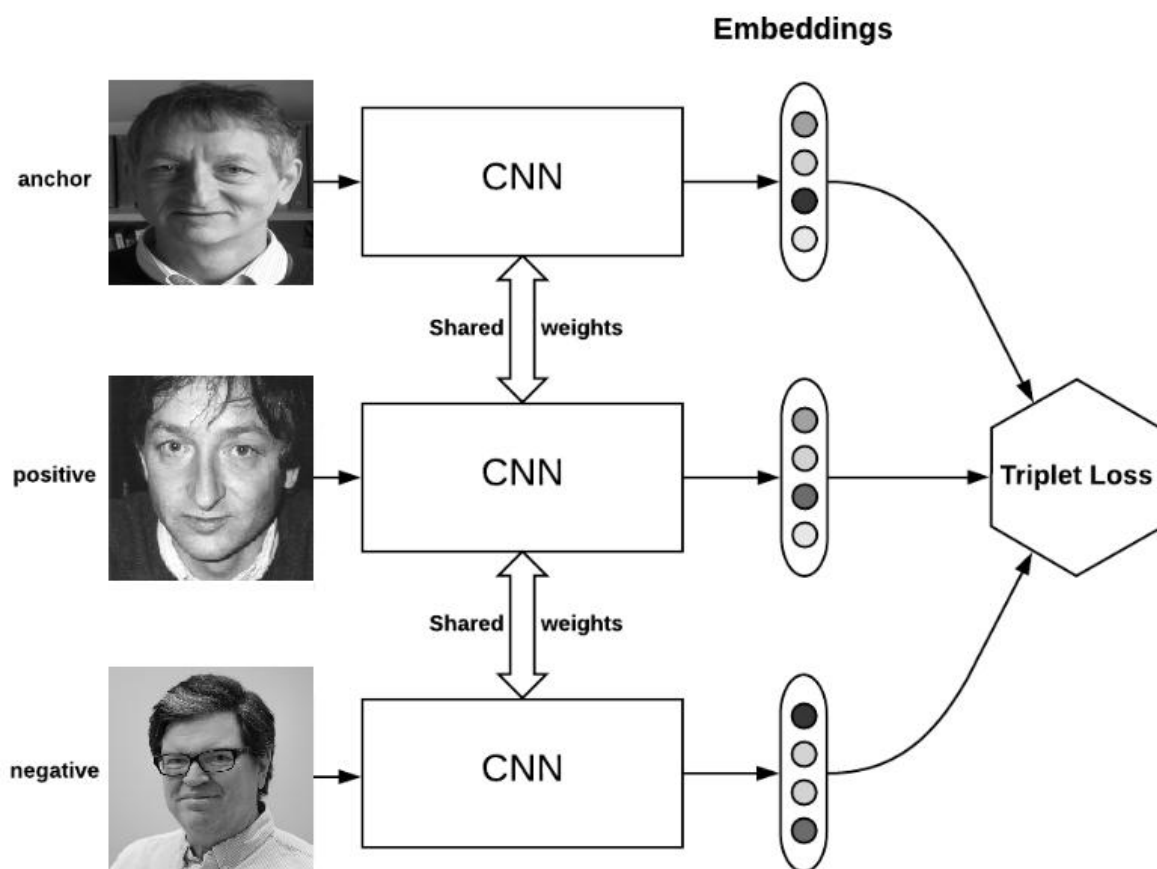 Embeddings
anchor
CNN
Shared weights
positive
CNN
Triplet Loss
Shared weights
negative
CNN